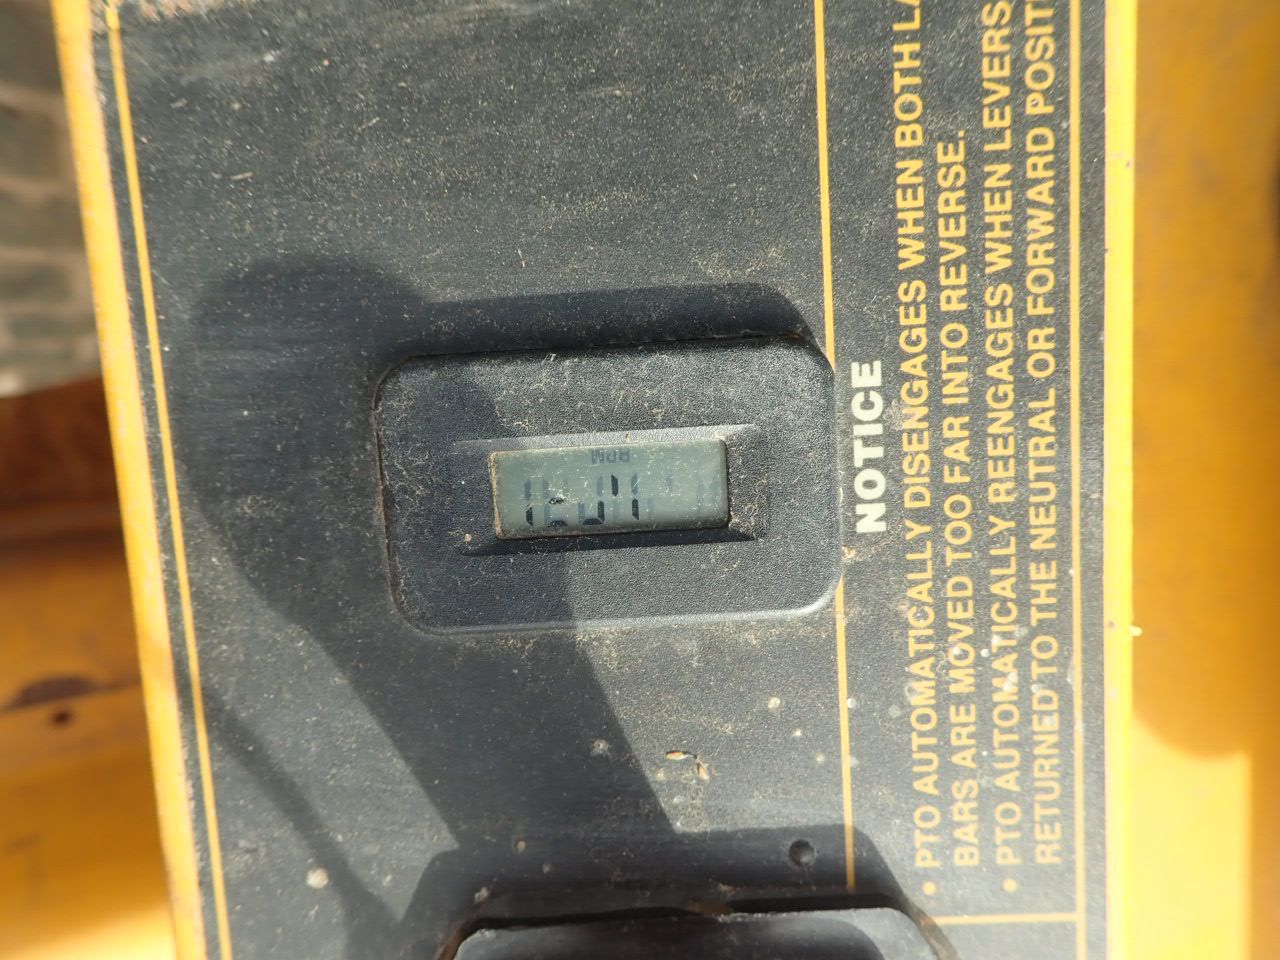 RPM
NOTICE
• PTO AUTOMATICALLY DISENGAGES WHEN BOTH LA
BARS ARE MOVED TOO FAR INTO REVERSE.
• PTO AUTOMATICALLY REENGAGES WHEN LEVERS
RETURNED TO THE NEUTRAL OR FORWARD POSITI